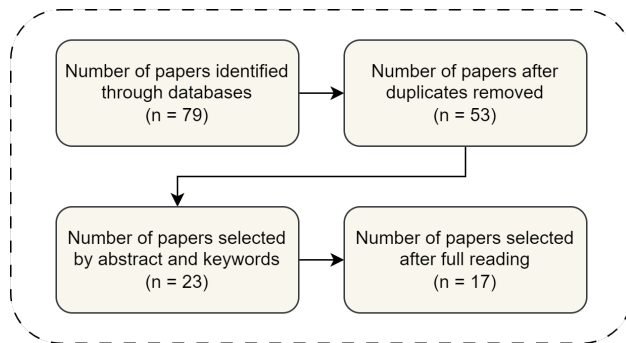 Number of papers identified
through databases
(n = 79)
Number of papers after
duplicates removed
(n = 53)
Number of papers selected
by abstract and keywords
(n = 23)
Number of papers selected
after full reading
(n = 17)